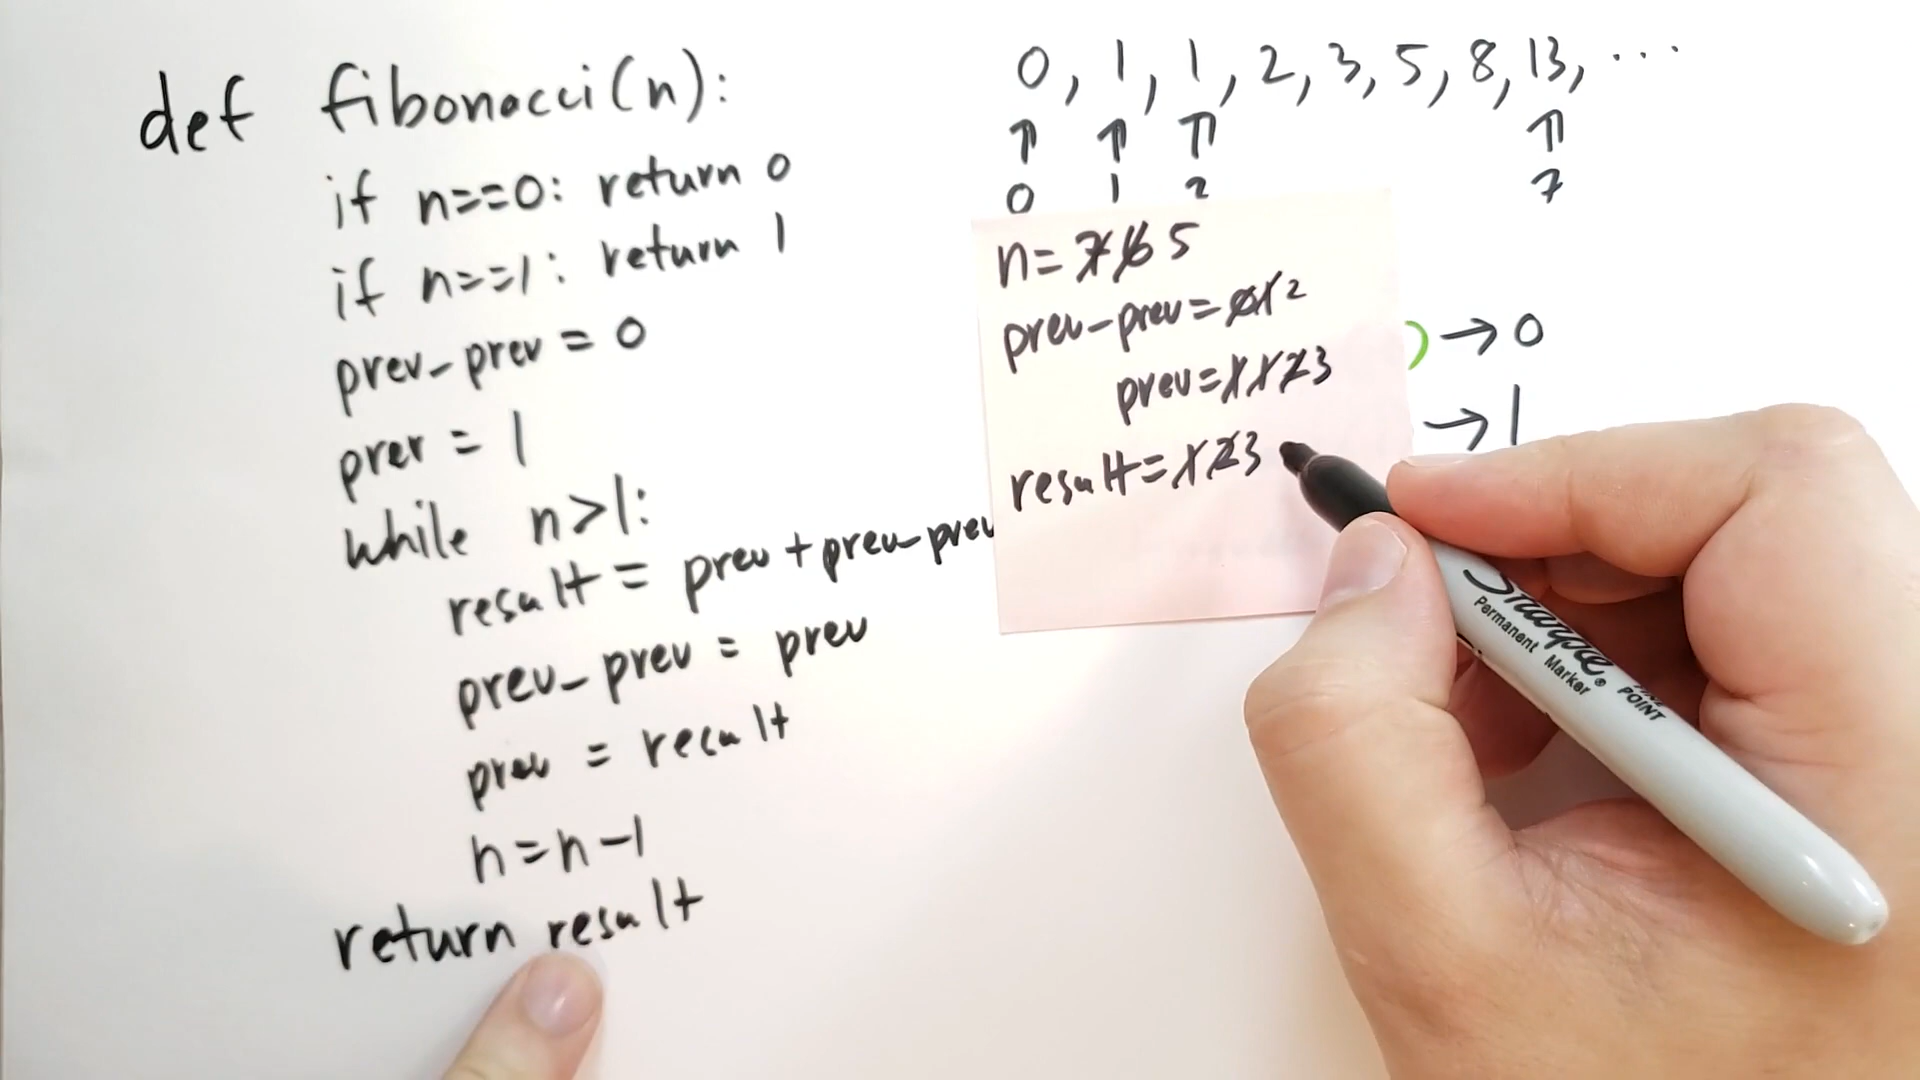 def fibonacci(n):
if n==0: return 0
if n==1: return 1
prev_prev = 0
prev = 1
while n>1:
result = prev + prev_prev
prev_prev = prev
prev = result
n=n-1
return result
0, 1, 1, 2, 3, 5, 8, 13, ...
↑ ↑ ↑ ↑
0 1 2 7
n= 7 6 5
prev_prev= 0 1 2
prev= 1 1 2 3
result= 1 2 3
) → 0
→ 1
Sharpie®
Permanent Marker
POINT